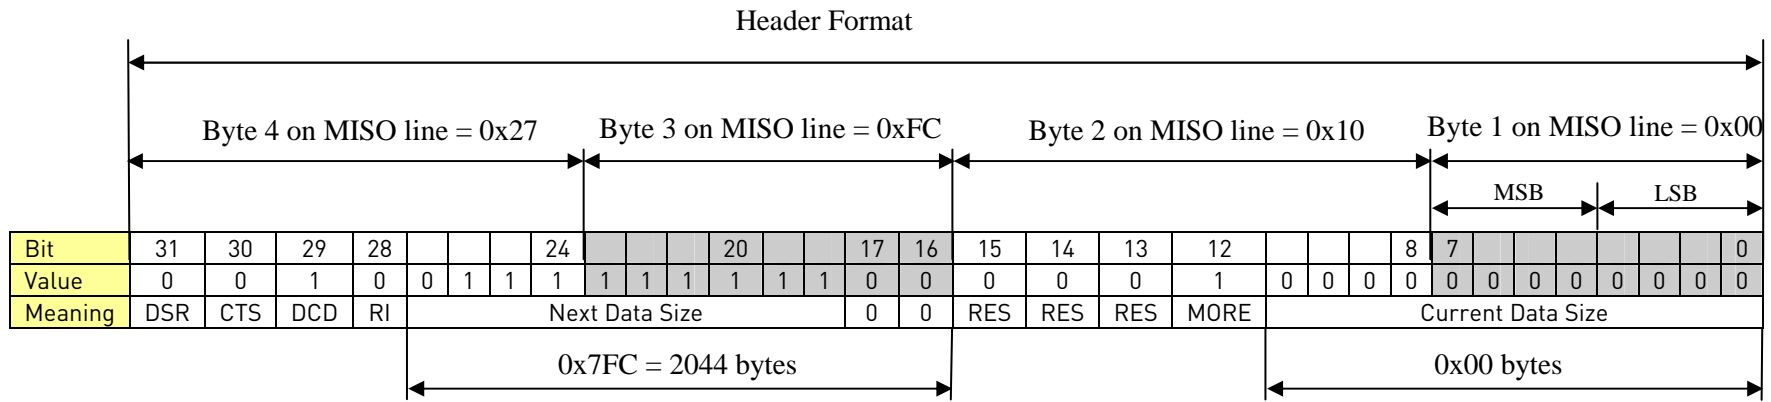 Header Format
Byte 4 on MISO line = 0x27 Byte 3 on MISO line = 0xFC Byte 2 on MISO line = 0x10 Byte 1 on MISO line = 0x00
MSB LSB
Bit 31 30 29 28 24 20 17 16 15 14 13 12 8 7 0
Value 0 0 1 0 0 1 1 1 1 1 1 1 1 1 0 0 0 0 0 1 0 0 0 0 0 0 0 0 0 0 0 0
Meaning DSR CTS DCD RI Next Data Size 0 0 RES RES RES MORE Current Data Size
0x7FC = 2044 bytes 0x00 bytes